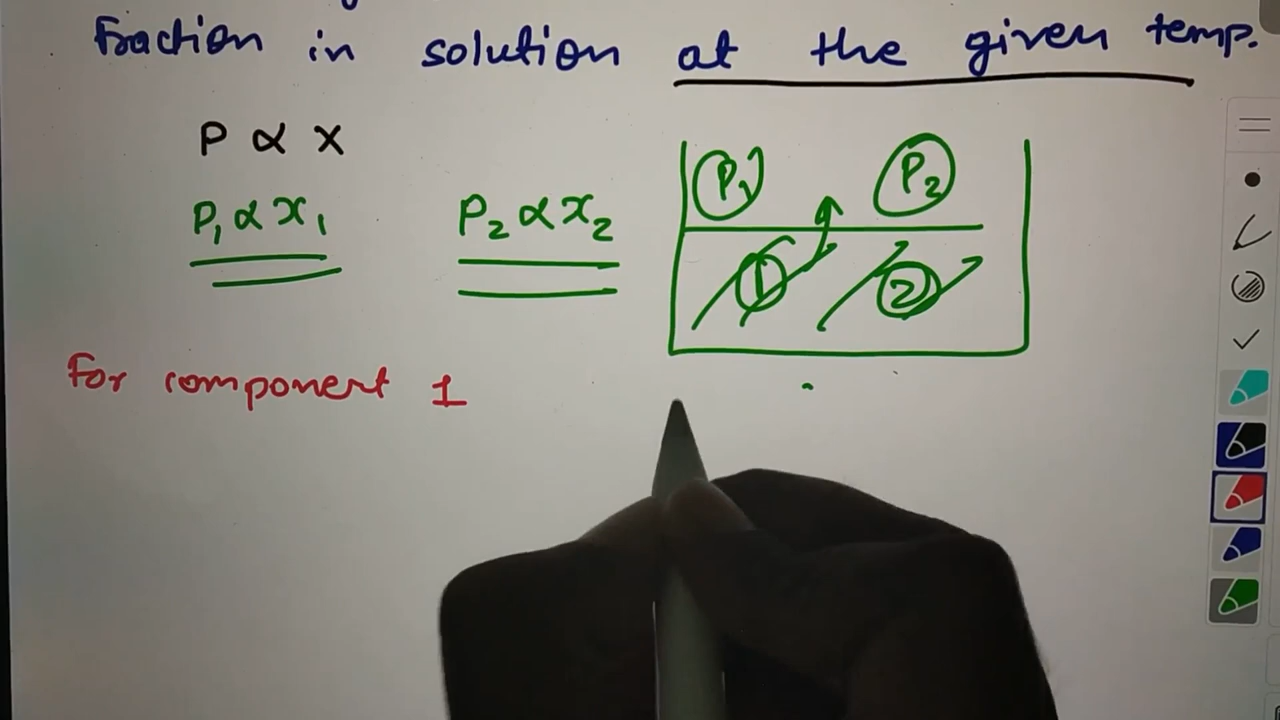 Fraction in solution at the given temp.
P ∝ x
P₁ ∝ x₁ P₂ ∝ x₂
P₁ P₂
1 2
For component 1